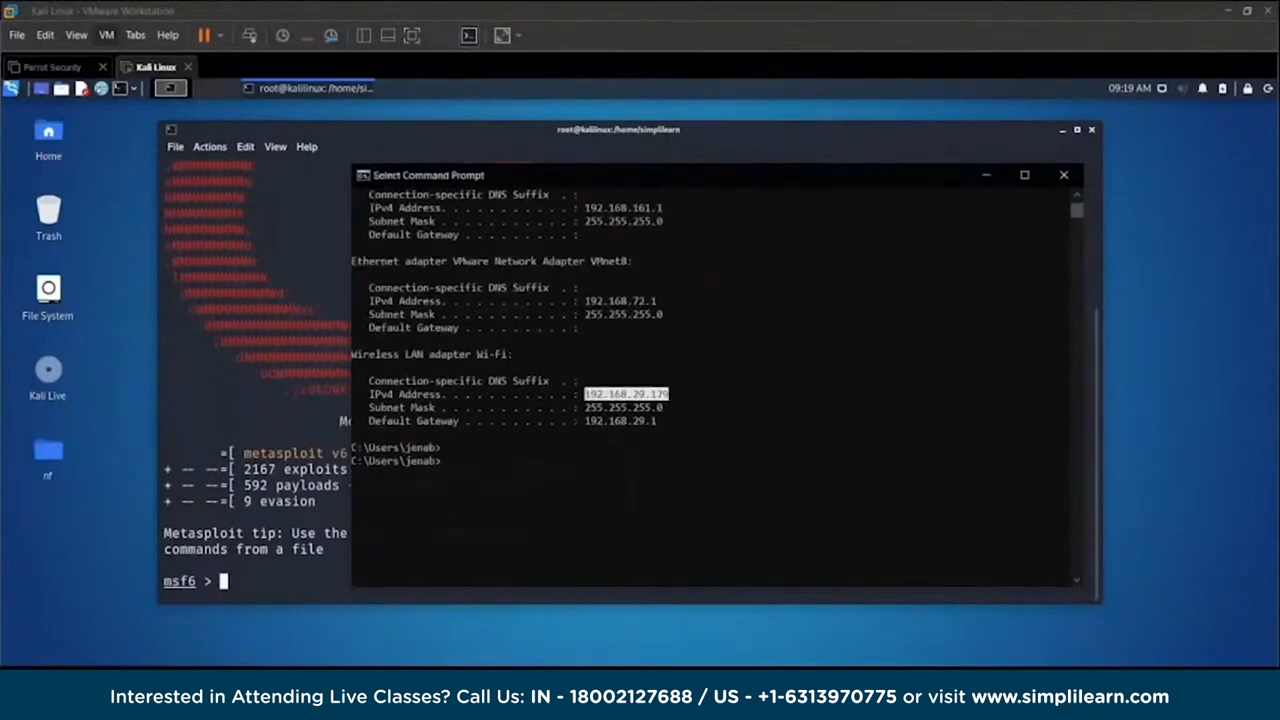 Kali Linux - VMware Workstation
File Edit View VM Tabs Help
Parrot Security
Kali Linux
root@kalilinux: /home/si...
09:19 AM
root@kalilinux:/home/simplilearn
File Actions Edit View Help
Home
Trash
File System
Kali Live
nf
Select Command Prompt
Connection-specific DNS Suffix . :
IPv4 Address. . . . . . . . . . . : 192.168.161.1
Subnet Mask . . . . . . . . . . . : 255.255.255.0
Default Gateway . . . . . . . . . :
Ethernet adapter VMware Network Adapter VMnet8:
Connection-specific DNS Suffix . :
IPv4 Address. . . . . . . . . . . : 192.168.72.1
Subnet Mask . . . . . . . . . . . : 255.255.255.0
Default Gateway . . . . . . . . . :
Wireless LAN adapter Wi-Fi:
Connection-specific DNS Suffix . :
IPv4 Address. . . . . . . . . . . : 192.168.29.179
Subnet Mask . . . . . . . . . . . : 255.255.255.0
Default Gateway . . . . . . . . . : 192.168.29.1
C:\Users\jenab>
C:\Users\jenab>
=[ metasploit v6
+ -- --=[ 2167 exploits
+ -- --=[ 592 payloads
+ -- --=[ 9 evasion
Metasploit tip: Use the
commands from a file
msf6 >
Interested in Attending Live Classes? Call Us: IN - 18002127688 / US - +1-6313970775 or visit www.simplilearn.com